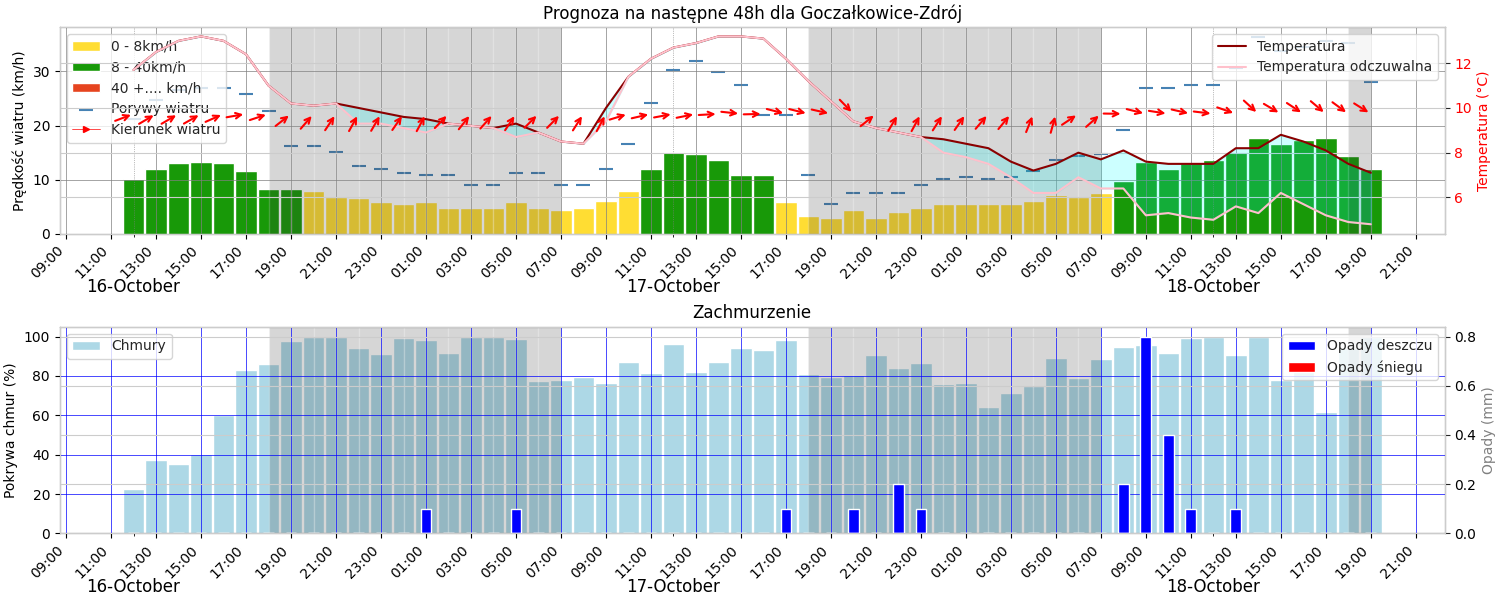 Prognoza na następne 48h dla Goczałkowice-Zdrój
Prędkość wiatru (km/h)
30
20
10
0
0 - 8km/h
8 - 40km/h
40 +.... km/h
Porywy wiatru
Kierunek wiatru
Temperatura
Temperatura odczuwalna
12
10
8
6
Temperatura (°C)
09:00 11:00 13:00 15:00 17:00 19:00 21:00 23:00 01:00 03:00 05:00 07:00 09:00 11:00 13:00 15:00 17:00 19:00 21:00 23:00 01:00 03:00 05:00 07:00 09:00 11:00 13:00 15:00 17:00 19:00 21:00
16-October 17-October 18-October
Zachmurzenie
Pokrywa chmur (%)
100
80
60
40
20
0
Chmury
Opady deszczu
Opady śniegu
0.8
0.6
0.4
0.2
0.0
Opady (mm)
09:00 11:00 13:00 15:00 17:00 19:00 21:00 23:00 01:00 03:00 05:00 07:00 09:00 11:00 13:00 15:00 17:00 19:00 21:00 23:00 01:00 03:00 05:00 07:00 09:00 11:00 13:00 15:00 17:00 19:00 21:00
16-October 17-October 18-October